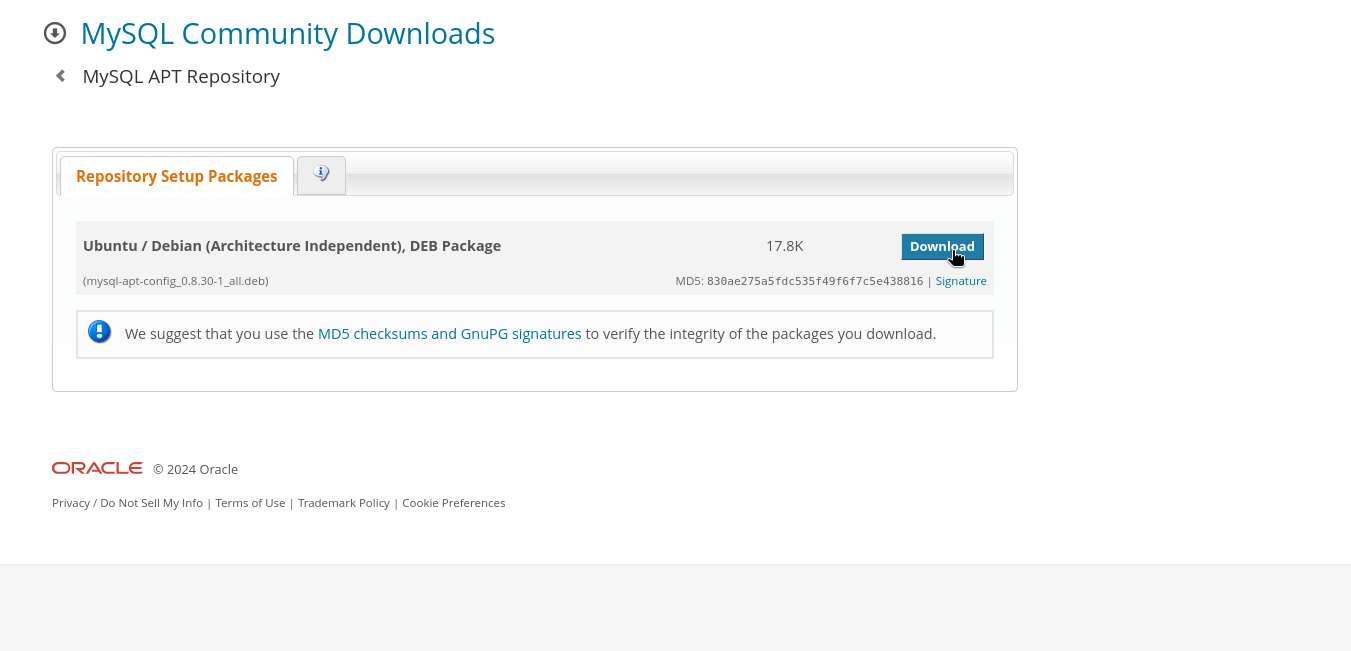 MySQL Community Downloads
MySQL APT Repository
Repository Setup Packages
Ubuntu / Debian (Architecture Independent), DEB Package 17.8K Download
(mysql-apt-config_0.8.30-1_all.deb) MD5: 830ae275a5fdc535f49f6f7c5e438816 | Signature
We suggest that you use the MD5 checksums and GnuPG signatures to verify the integrity of the packages you download.
ORACLE © 2024 Oracle
Privacy / Do Not Sell My Info | Terms of Use | Trademark Policy | Cookie Preferences